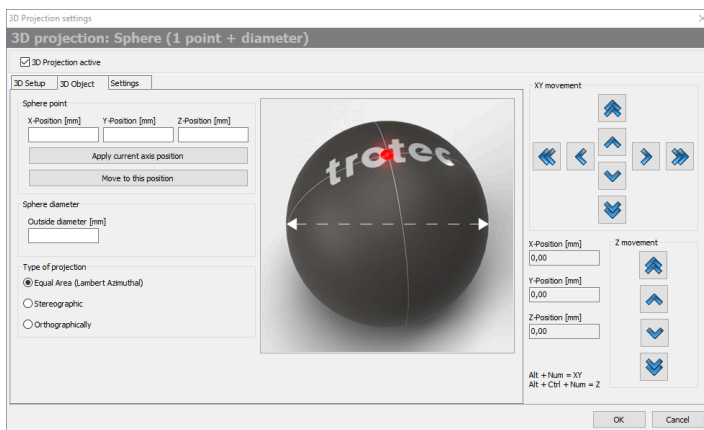 3D Projection settings
3D projection: Sphere (1 point + diameter)
3D Projection active
3D Setup 3D Object Settings
Sphere point
X-Position [mm] Y-Position [mm] Z-Position [mm]
Apply current axis position
Move to this position
Sphere diameter
Outside diameter [mm]
Type of projection
Equal Area (Lambert Azimuthal)
Stereographic
Orthographically
trotec
XY movement
X-Position [mm]
0,00
Y-Position [mm]
0,00
Z-Position [mm]
0,00
Z movement
Alt + Num = XY
Alt + Ctrl + Num = Z
OK Cancel